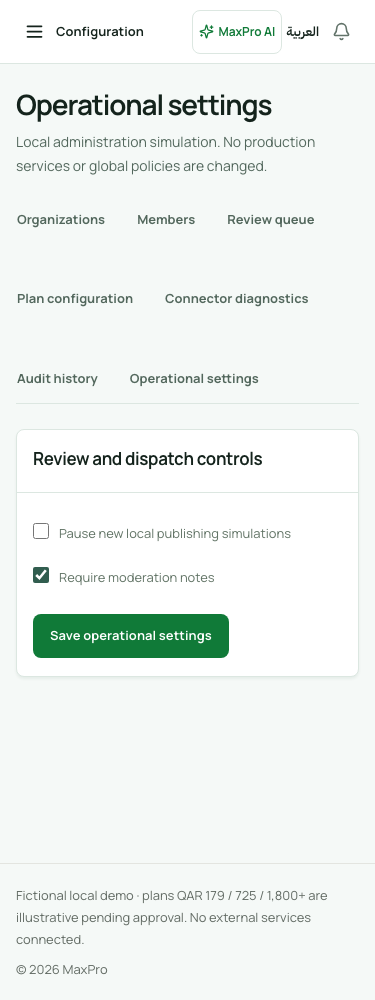 Configuration
MaxPro AI
العربية
Operational settings
Local administration simulation. No production
services or global policies are changed.
Organizations
Members
Review queue
Plan configuration
Connector diagnostics
Audit history
Operational settings
Review and dispatch controls
Pause new local publishing simulations
Require moderation notes
Save operational settings
Fictional local demo · plans QAR 179 / 725 / 1,800+ are
illustrative pending approval. No external services
connected.
© 2026 MaxPro